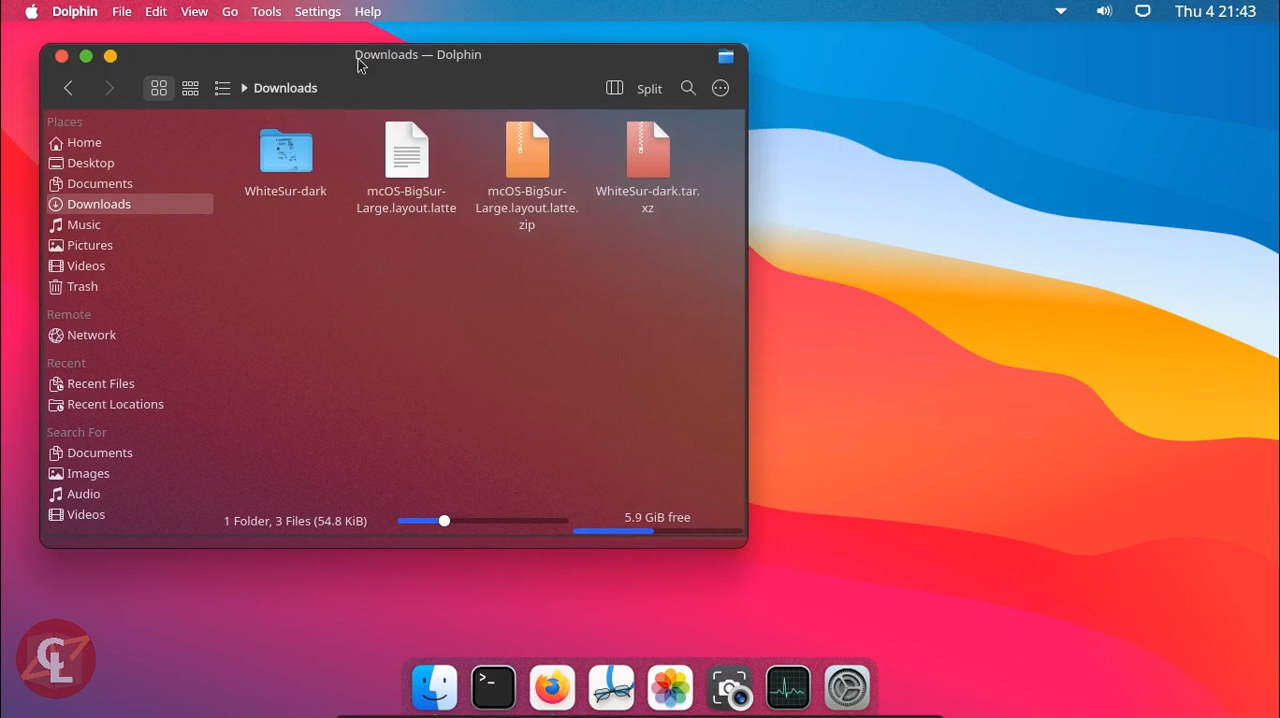 Dolphin File Edit View Go Tools Settings Help Thu 4 21:43
Downloads — Dolphin
Downloads Split
Places
Home
Desktop
Documents
Downloads
Music
Pictures
Videos
Trash
Remote
Network
Recent
Recent Files
Recent Locations
Search For
Documents
Images
Audio
Videos
WhiteSur-dark
mcOS-BigSur-
Large.layout.latte
mcOS-BigSur-
Large.layout.latte.
zip
WhiteSur-dark.tar.
xz
1 Folder, 3 Files (54.8 KiB)
5.9 GiB free
CL
>_